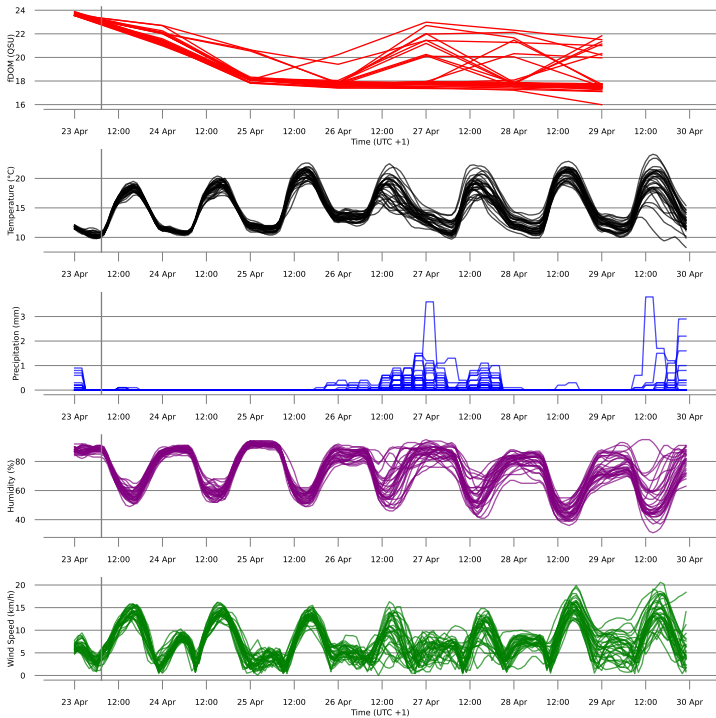 24
22
20
18
16
fDOM (QSU)
23 Apr 12:00 24 Apr 12:00 25 Apr 12:00 26 Apr 12:00 27 Apr 12:00 28 Apr 12:00 29 Apr 12:00 30 Apr
Time (UTC +1)
20
15
10
Temperature (°C)
23 Apr 12:00 24 Apr 12:00 25 Apr 12:00 26 Apr 12:00 27 Apr 12:00 28 Apr 12:00 29 Apr 12:00 30 Apr
3
2
1
0
Precipitation (mm)
23 Apr 12:00 24 Apr 12:00 25 Apr 12:00 26 Apr 12:00 27 Apr 12:00 28 Apr 12:00 29 Apr 12:00 30 Apr
80
60
40
Humidity (%)
23 Apr 12:00 24 Apr 12:00 25 Apr 12:00 26 Apr 12:00 27 Apr 12:00 28 Apr 12:00 29 Apr 12:00 30 Apr
20
15
10
5
0
Wind Speed (km/h)
23 Apr 12:00 24 Apr 12:00 25 Apr 12:00 26 Apr 12:00 27 Apr 12:00 28 Apr 12:00 29 Apr 12:00 30 Apr
Time (UTC +1)